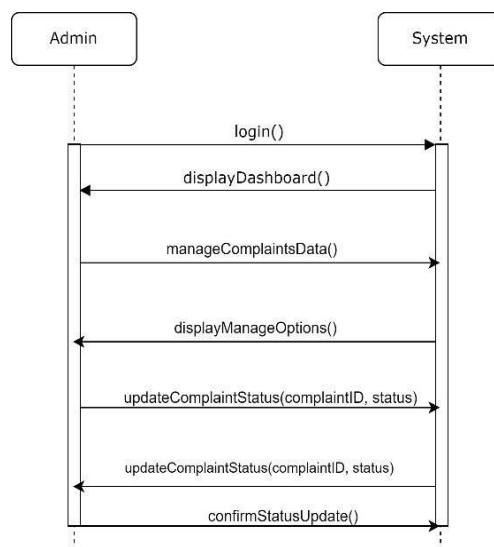 Admin
System
login()
displayDashboard()
manageComplaintsData()
displayManageOptions()
updateComplaintStatus(complaintID, status)
updateComplaintStatus(complaintID, status)
confirmStatusUpdate()